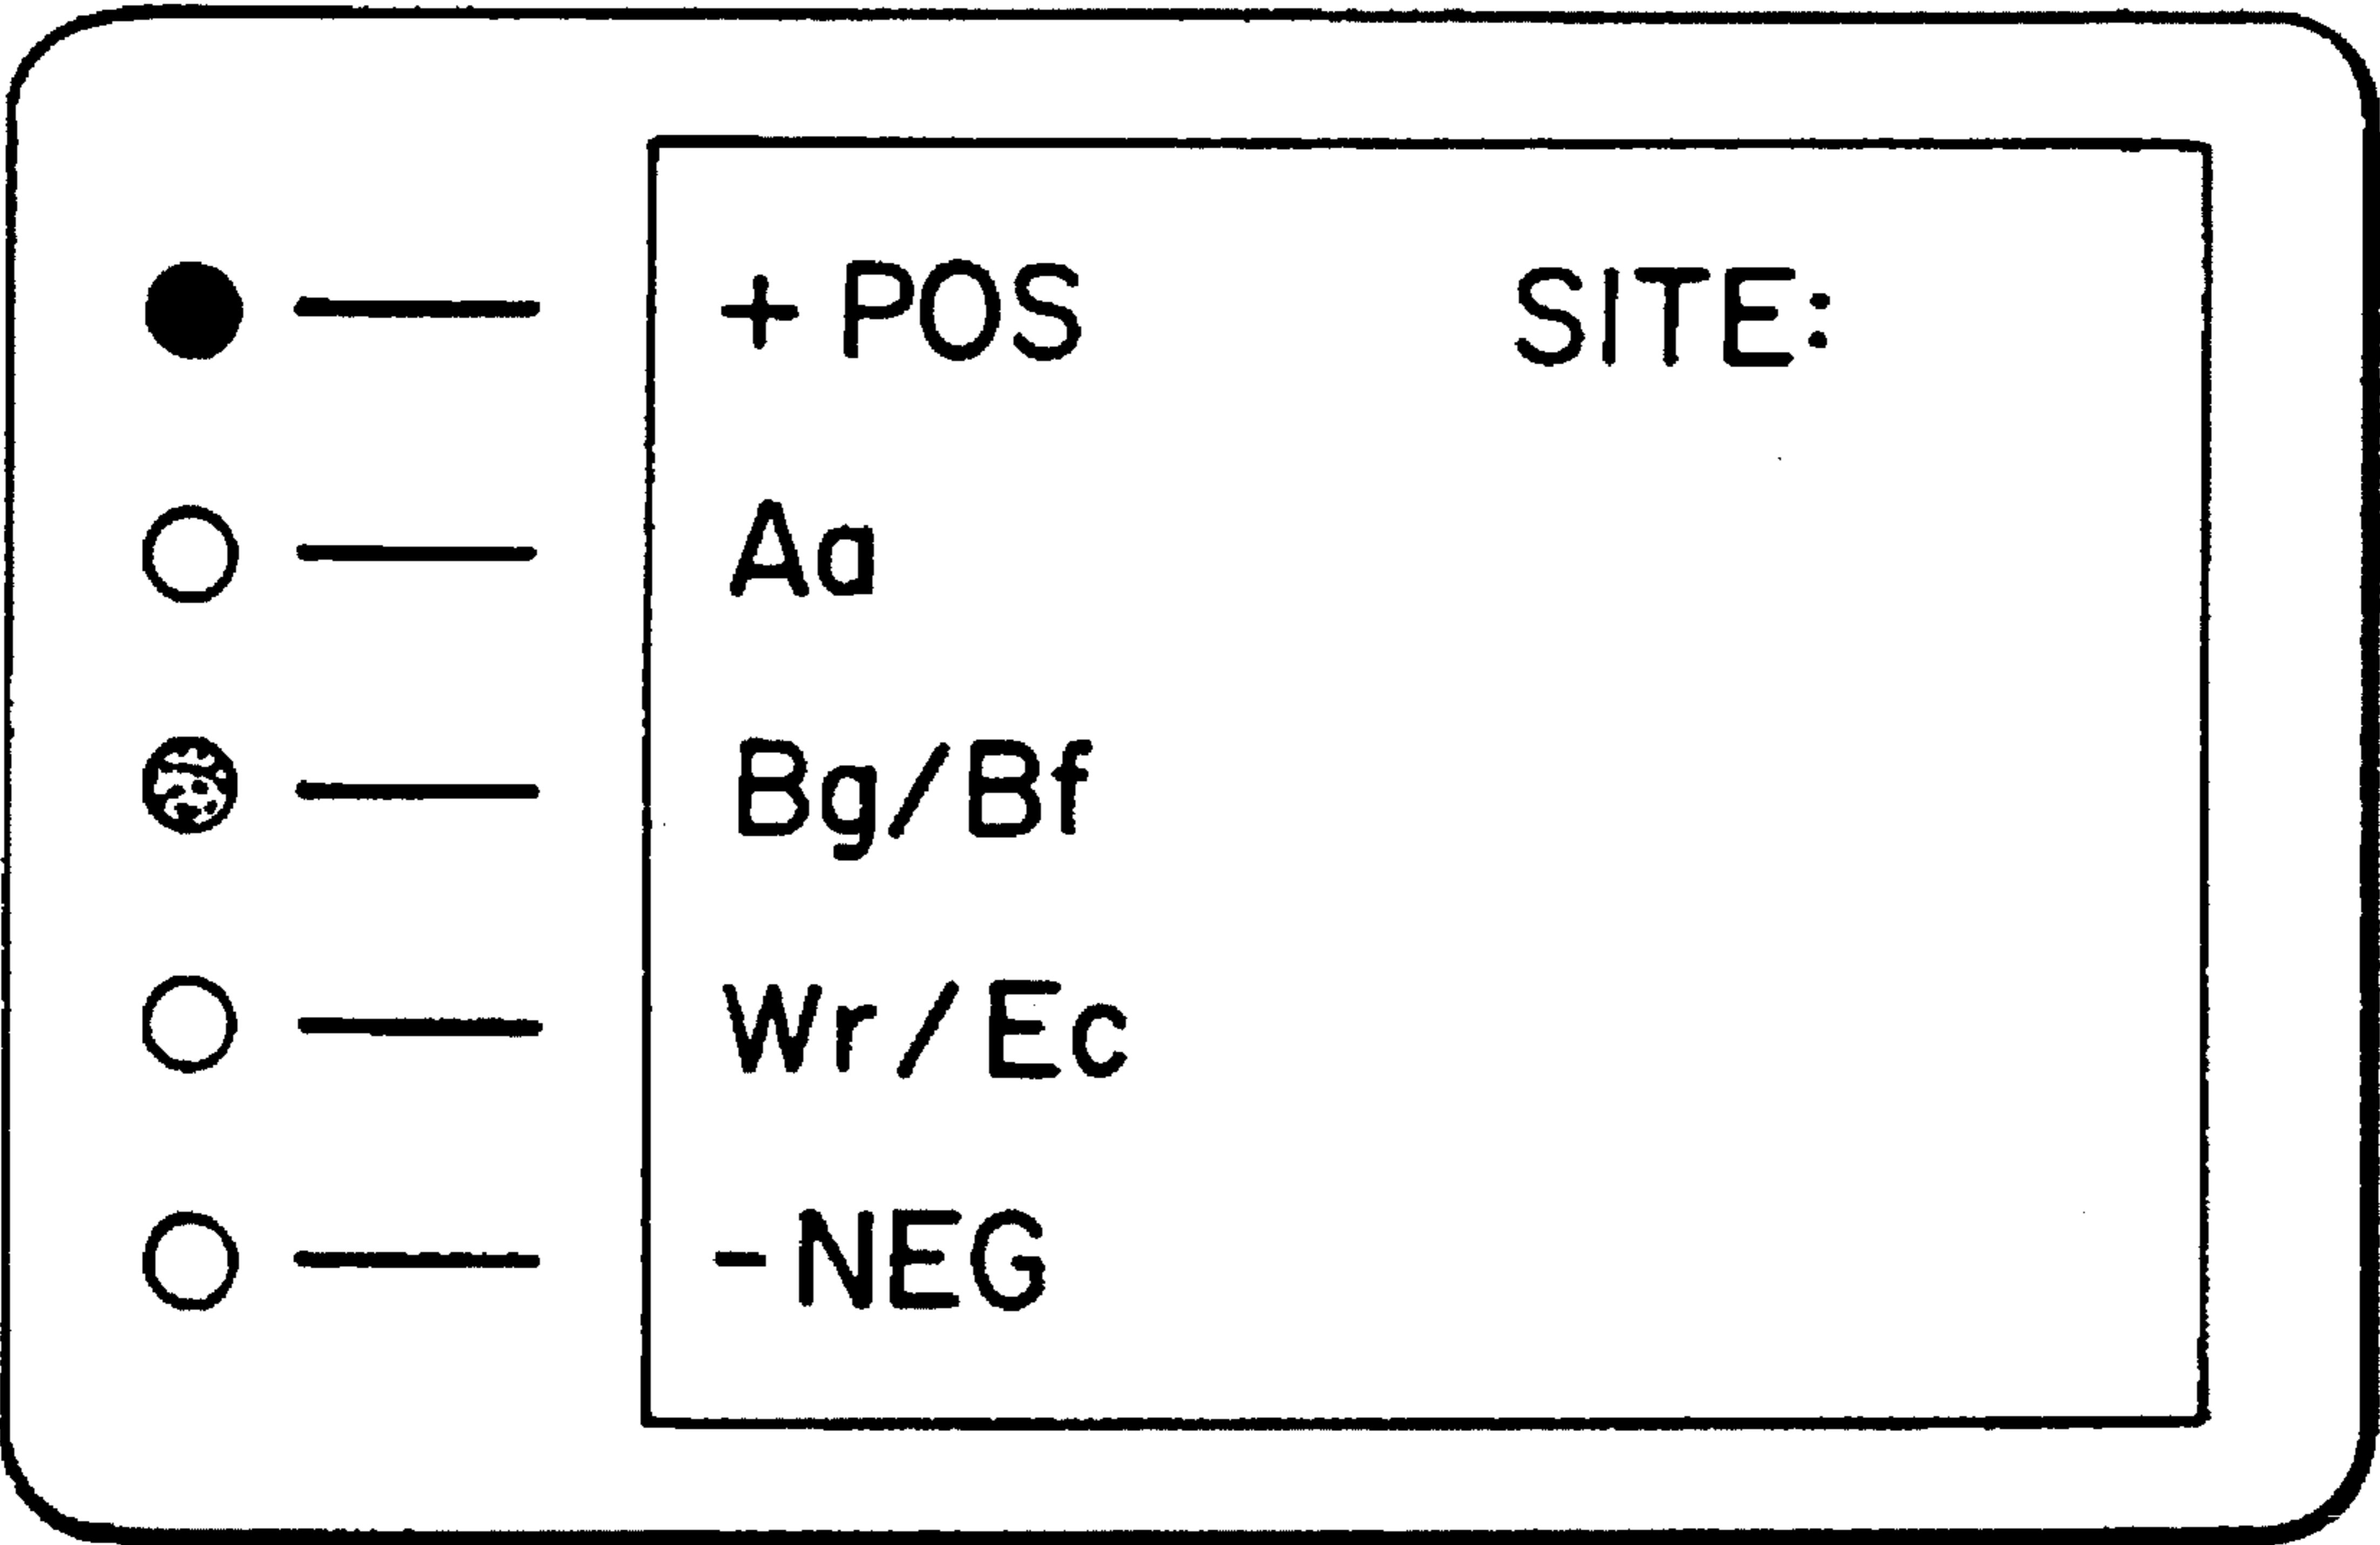 + POS SITE:
Aa
Bg/Bf
Wr/Ec
- NEG